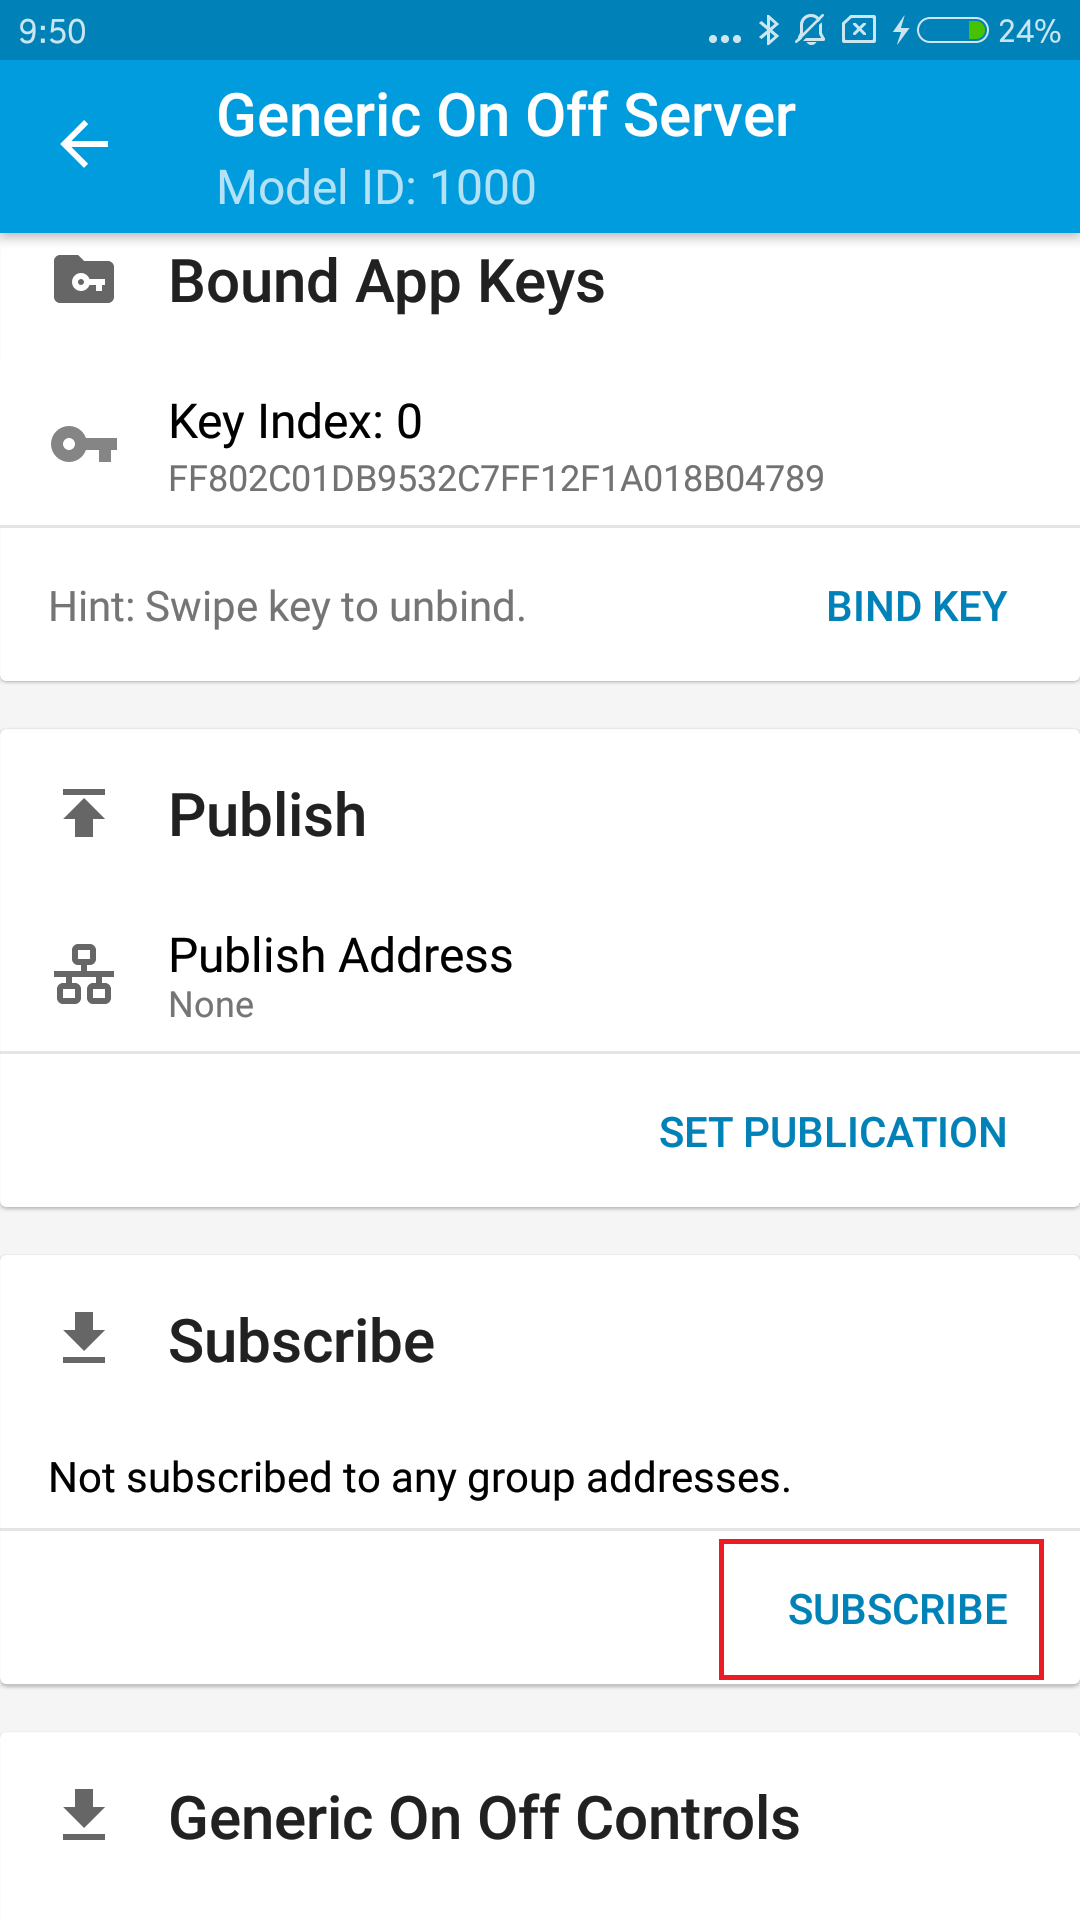 9:50
24%
Generic On Off Server
Model ID: 1000
Bound App Keys
Key Index: 0
FF802C01DB9532C7FF12F1A018B04789
Hint: Swipe key to unbind.
BIND KEY
Publish
Publish Address
None
SET PUBLICATION
Subscribe
Not subscribed to any group addresses.
SUBSCRIBE
Generic On Off Controls